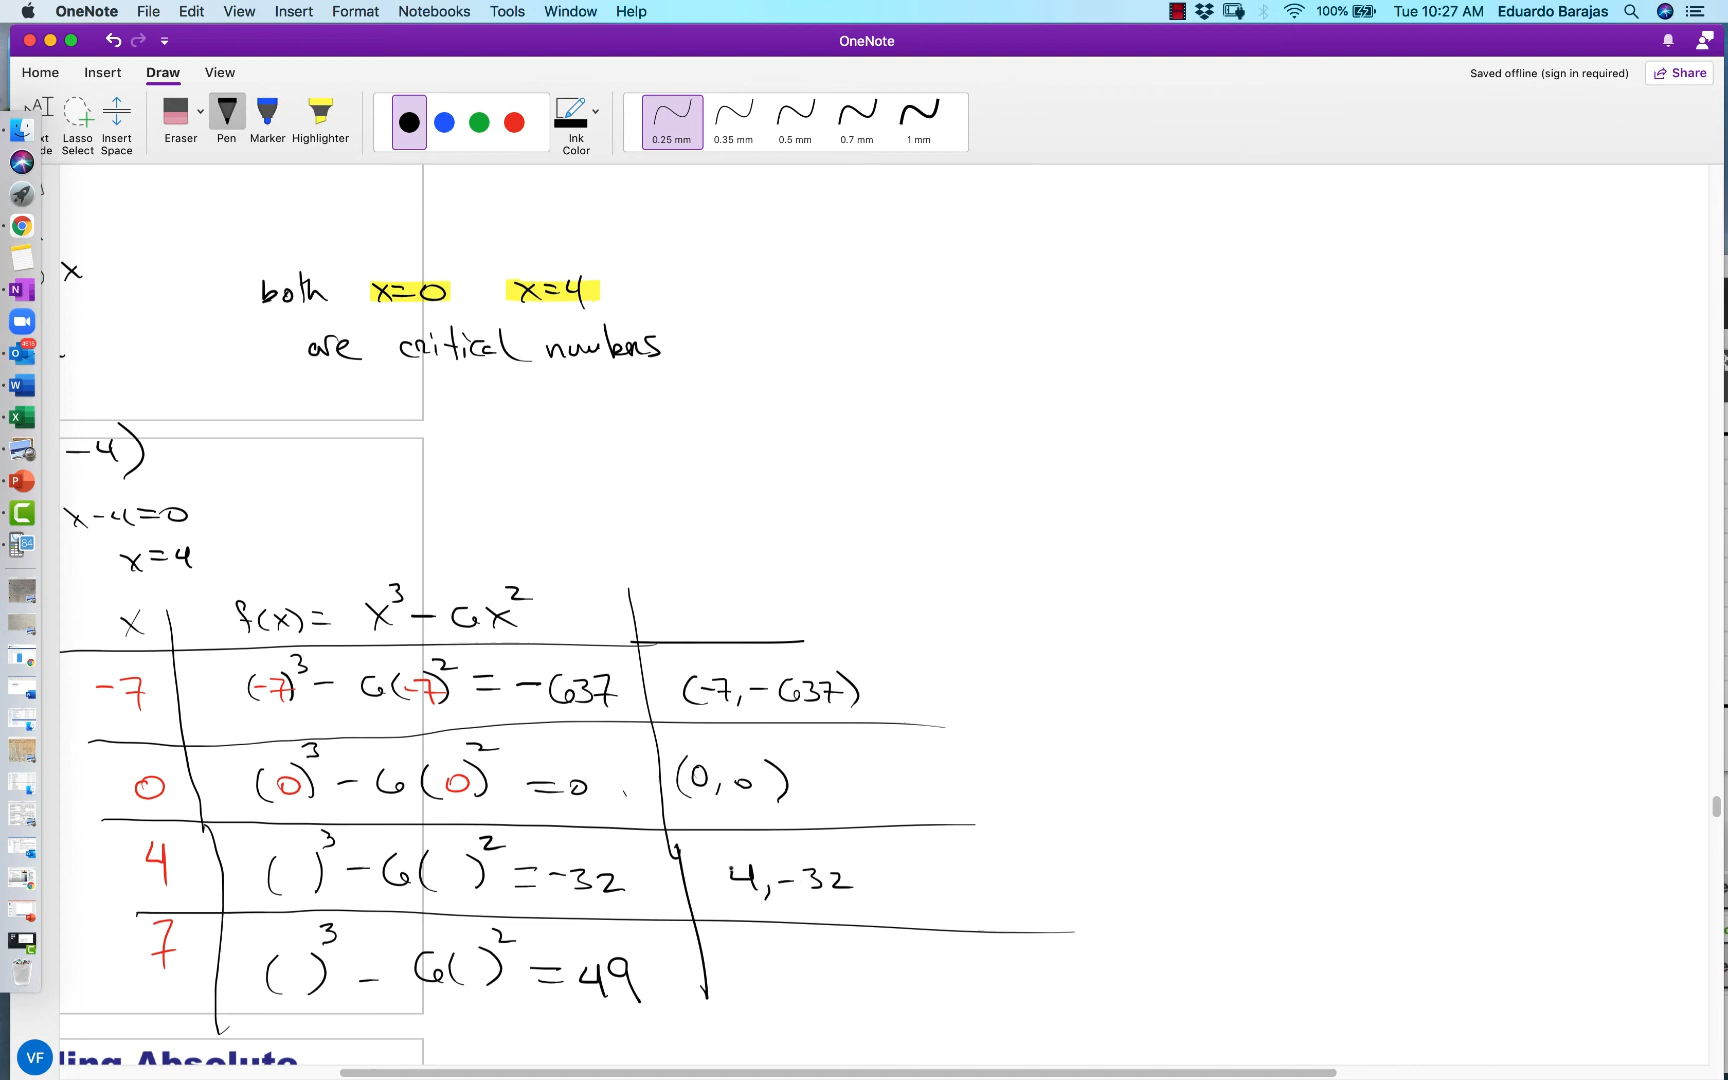 OneNote File Edit View Insert Format Notebooks Tools Window Help 100% Tue 10:27 AM Eduardo Barajas
OneNote
Home Insert Draw View Saved offline (sign in required) Share
Lasso Select
Insert Space
Eraser
Pen
Marker
Highlighter
Ink Color
0.25 mm 0.35 mm 0.5 mm 0.7 mm 1 mm
x
both x=0 x=4
are critical numbers
-4)
x-4=0
x=4
x f(x)= x³ - 6x²
-7 (-7)³ - 6(-7)² = -637 (-7, -637)
0 (0)³ - 6(0)² = 0 (0, 0)
4 ( )³ - 6( )² = -32 4, -32
7 ( )³ - 6( )² = 49
VF
ding Absolute